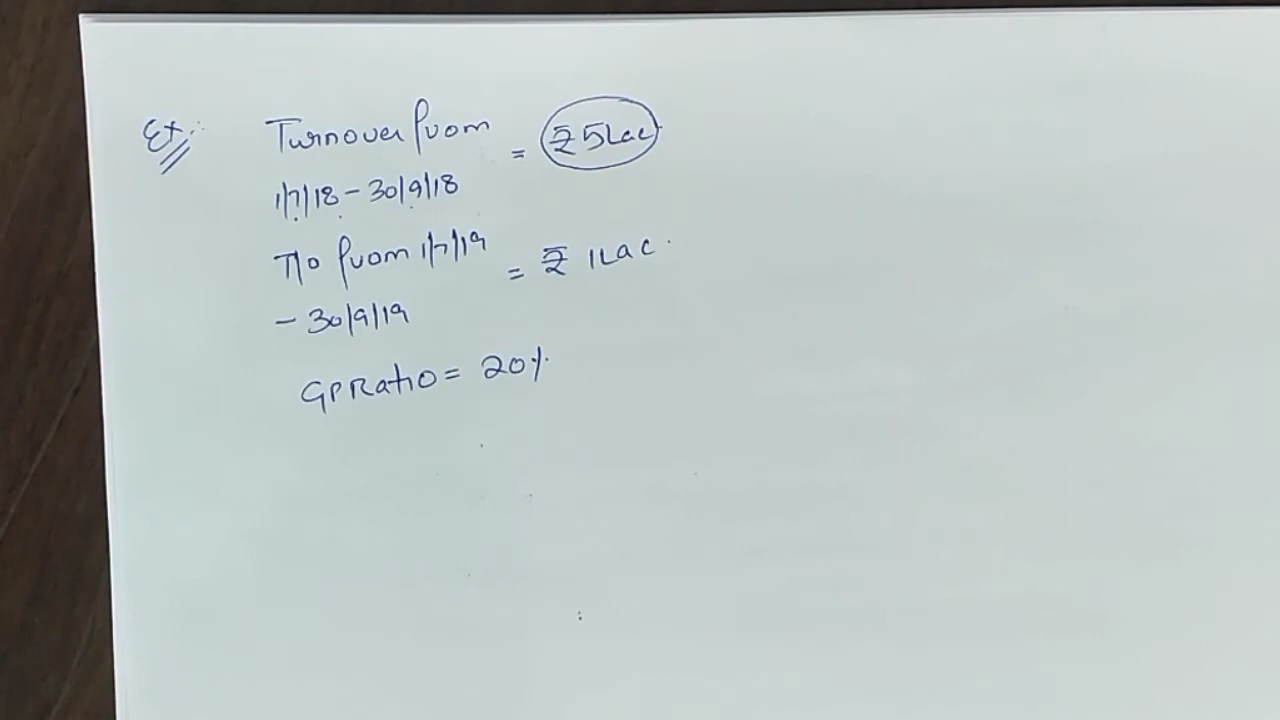 Ex:
Turnover from = ₹ 5Lac
1/7/18 - 30/9/18
T/o from 1/7/19 = ₹ 1Lac.
- 30/9/19
GP Ratio = 20%